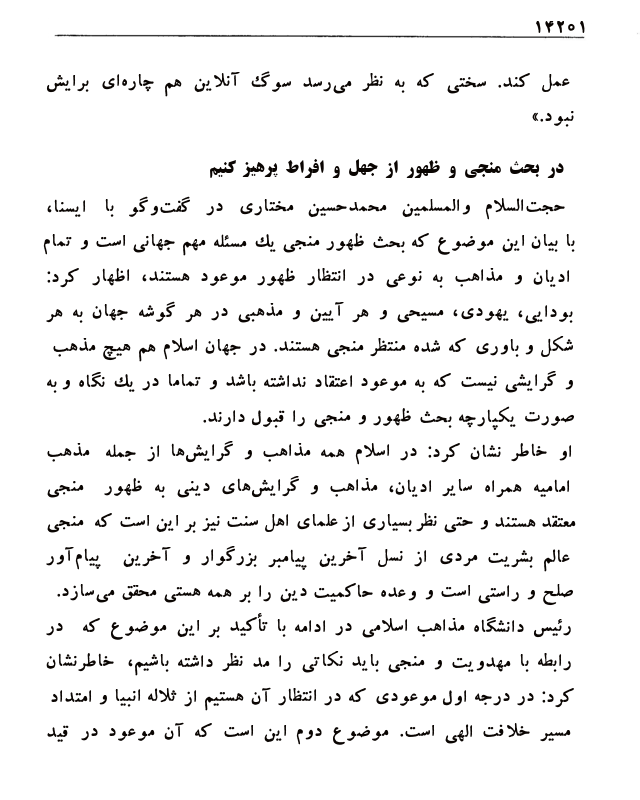 ۱۴۲۰۱
عمل کند. سختی که به نظر می‌رسد سوگ آنلاین هم چاره‌ای برایش
نبود.»
در بحث منجی و ظهور از جهل و افراط پرهیز کنیم
حجت‌السلام والمسلمین محمدحسین مختاری در گفت‌وگو با ایسنا،
با بیان این موضوع که بحث ظهور منجی یك مسئله مهم جهانی است و تمام
ادیان و مذاهب به نوعی در انتظار ظهور موعود هستند، اظهار کرد:
بودایی، یهودی، مسیحی و هر آیین و مذهبی در هر گوشه جهان به هر
شکل و باوری که شده منتظر منجی هستند. در جهان اسلام هم هیچ مذهب
و گرایشی نیست که به موعود اعتقاد نداشته باشد و تماما در یك نگاه و به
صورت یکپارچه بحث ظهور و منجی را قبول دارند.
او خاطر نشان کرد: در اسلام همه مذاهب و گرایش‌ها از جمله مذهب
امامیه همراه سایر ادیان، مذاهب و گرایش‌های دینی به ظهور منجی
معتقد هستند و حتی نظر بسیاری از علمای اهل سنت نیز بر این است که منجی
عالم بشریت مردی از نسل آخرین پیامبر بزرگوار و آخرین پیام‌آور
صلح و راستی است و وعده حاکمیت دین را بر همه هستی محقق می‌سازد.
رئیس دانشگاه مذاهب اسلامی در ادامه با تأکید بر این موضوع که در
رابطه با مهدویت و منجی باید نکاتی را مد نظر داشته باشیم، خاطرنشان
کرد: در درجه اول موعودی که در انتظار آن هستیم از ثلاله انبیا و امتداد
مسیر خلافت الهی است. موضوع دوم این است که آن موعود در قید